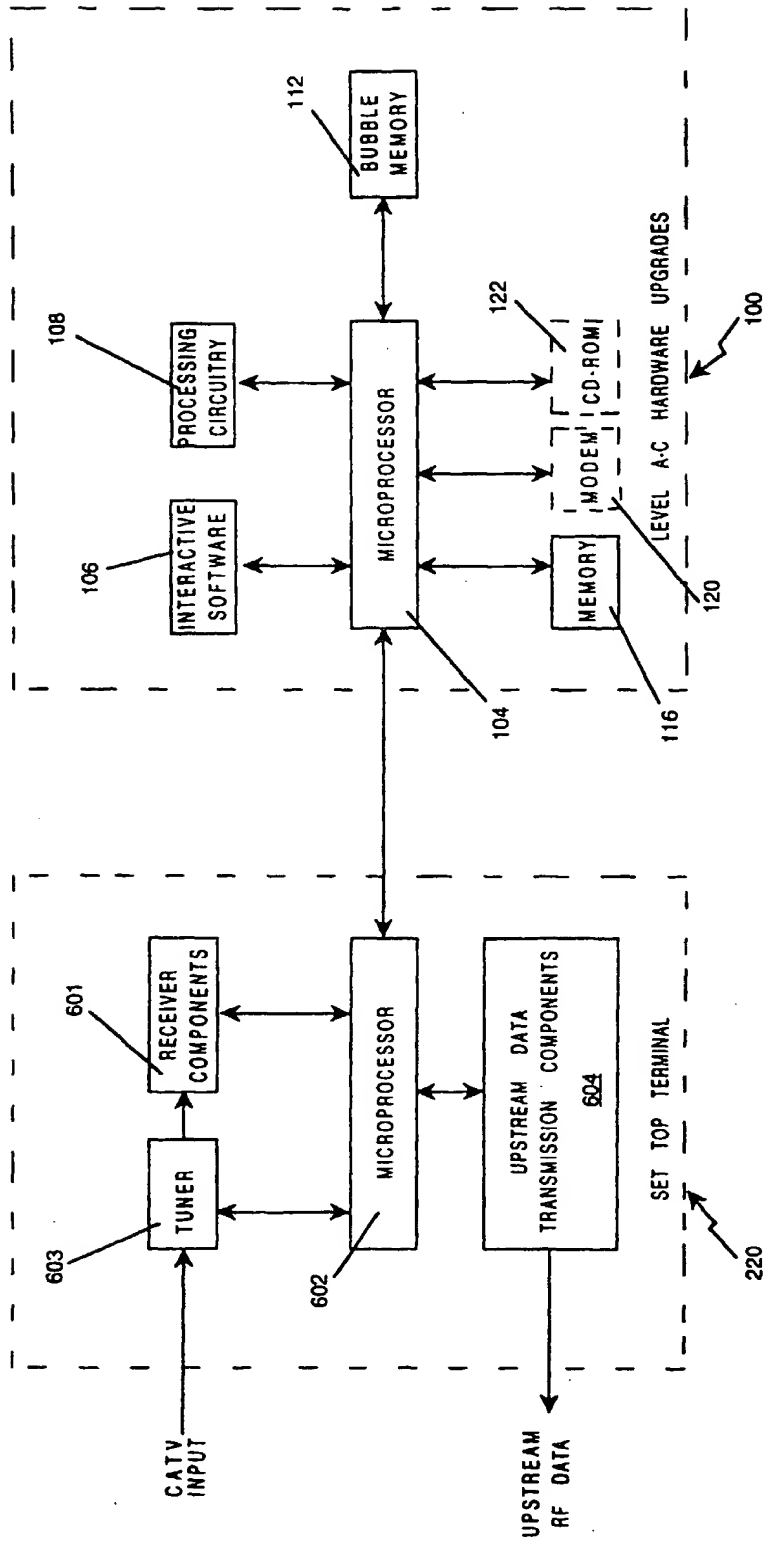 CATV
INPUT
UPSTREAM
RF DATA
603
TUNER
601
RECEIVER
COMPONENTS
602
MICROPROCESSOR
UPSTREAM DATA
TRANSMISSION COMPONENTS
604
SET TOP TERMINAL
220
106
INTERACTIVE
SOFTWARE
108
PROCESSING
CIRCUITRY
104
MICROPROCESSOR
112
BUBBLE
MEMORY
116
MEMORY
120
MODEM
122
CD-ROM
LEVEL A-C HARDWARE UPGRADES
100